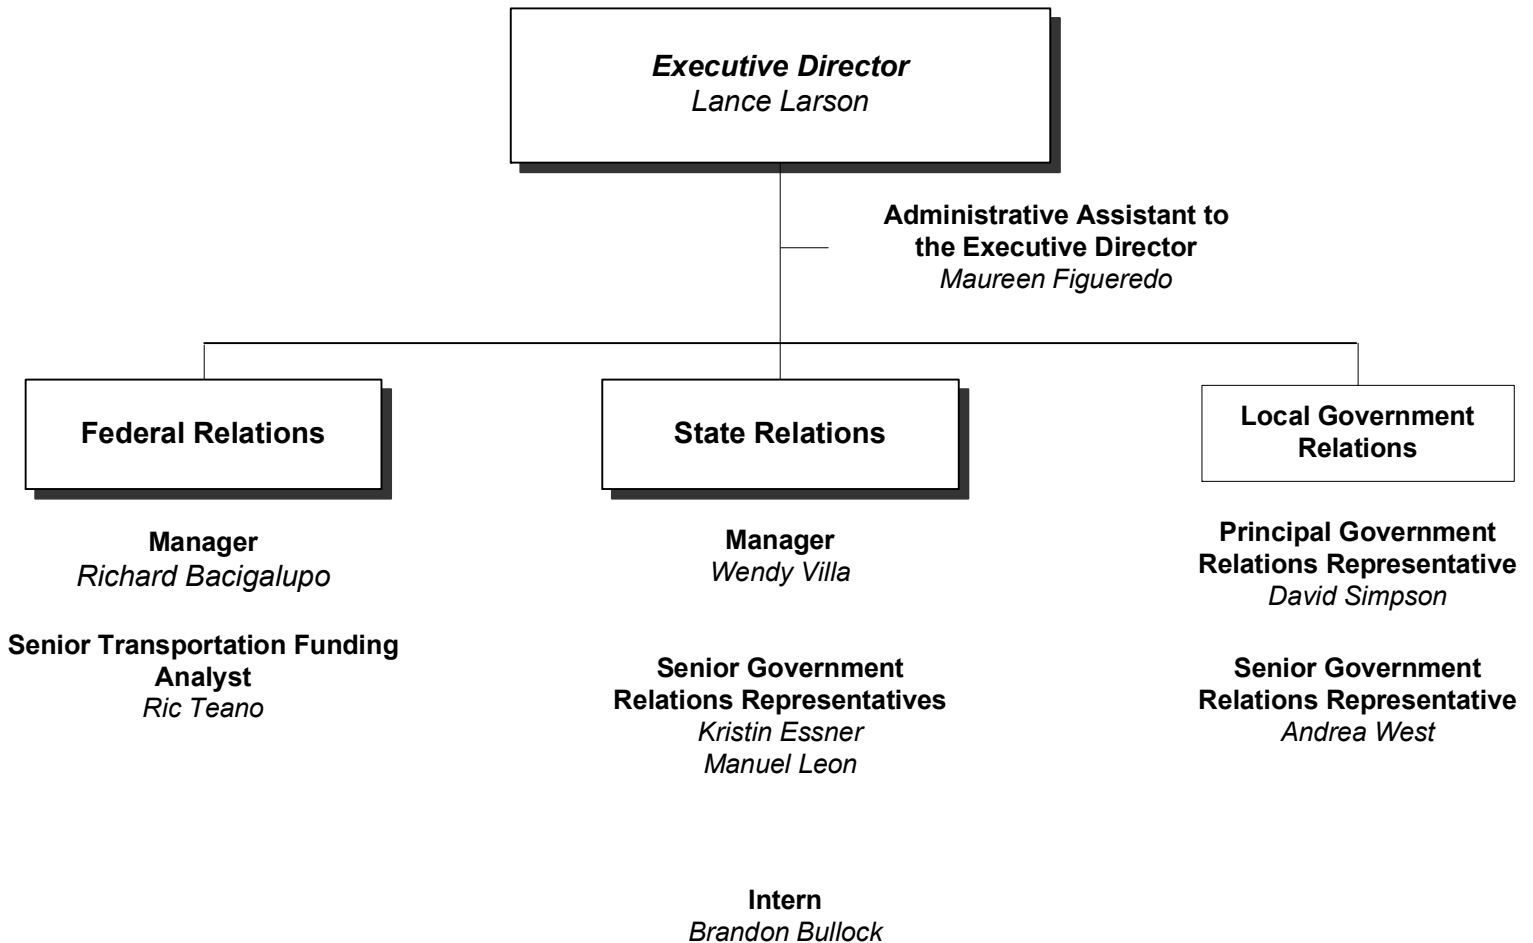 Executive Director
Lance Larson
Administrative Assistant to
the Executive Director
Maureen Figueredo
Federal Relations
Manager
Richard Bacigalupo
Senior Transportation Funding
Analyst
Ric Teano
State Relations
Manager
Wendy Villa
Senior Government
Relations Representatives
Kristin Essner
Manuel Leon
Intern
Brandon Bullock
Local Government
Relations
Principal Government
Relations Representative
David Simpson
Senior Government
Relations Representative
Andrea West